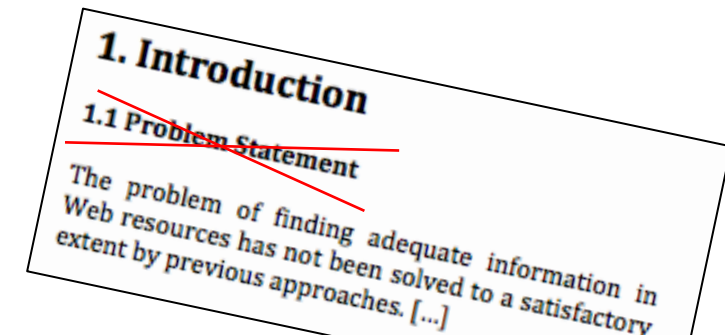 1. Introduction
1.1 Problem Statement
The problem of finding adequate information in
Web resources has not been solved to a satisfactory
extent by previous approaches. [...]